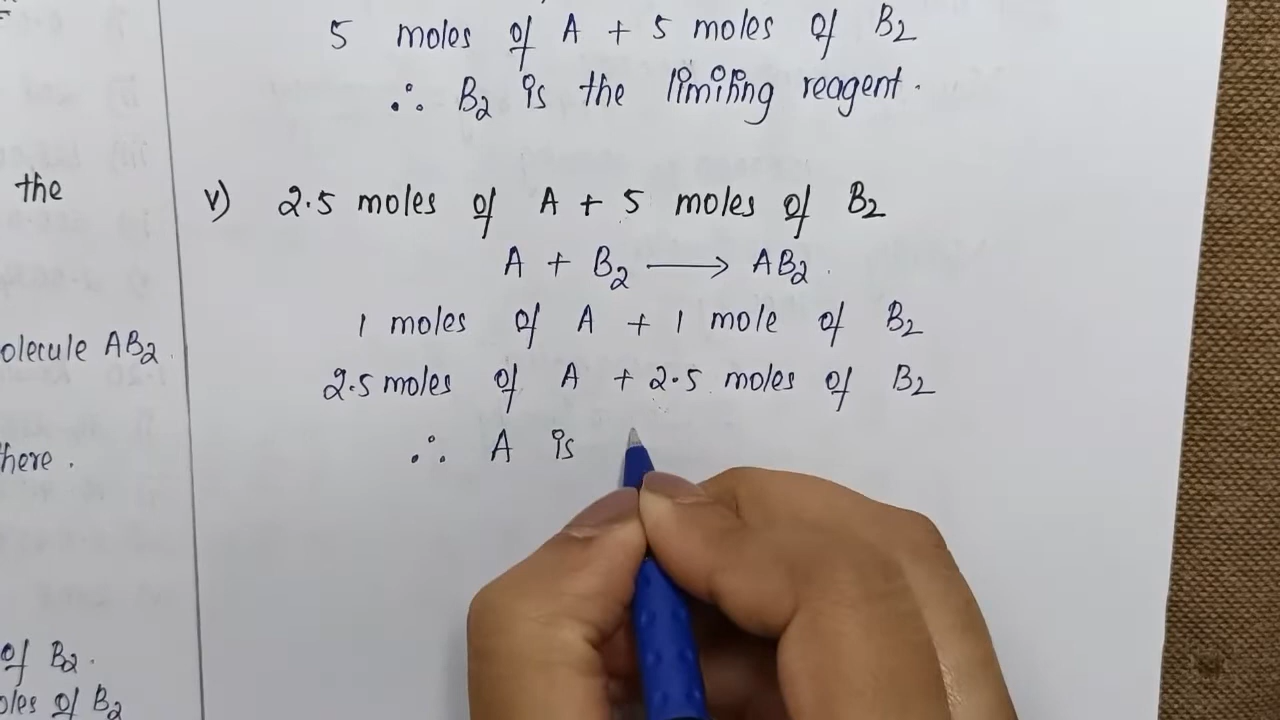 the
olecule AB₂.
here.
of B₂.
oles of B₂
5 moles of A + 5 moles of B₂
∴ B₂ is the limiting reagent.
v) 2.5 moles of A + 5 moles of B₂
A + B₂ ⟶ AB₂.
1 moles of A + 1 mole of B₂
2.5 moles of A + 2.5 moles of B₂
∴ A is